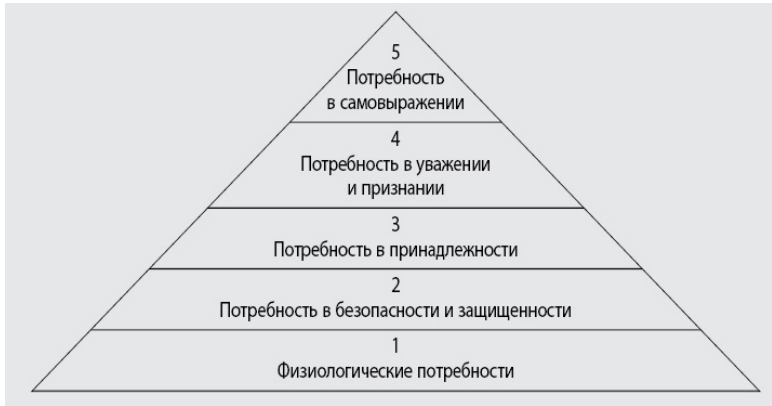 5
Потребность
в самовыражении
4
Потребность в уважении
и признании
3
Потребность в принадлежности
2
Потребность в безопасности и защищенности
1
Физиологические потребности